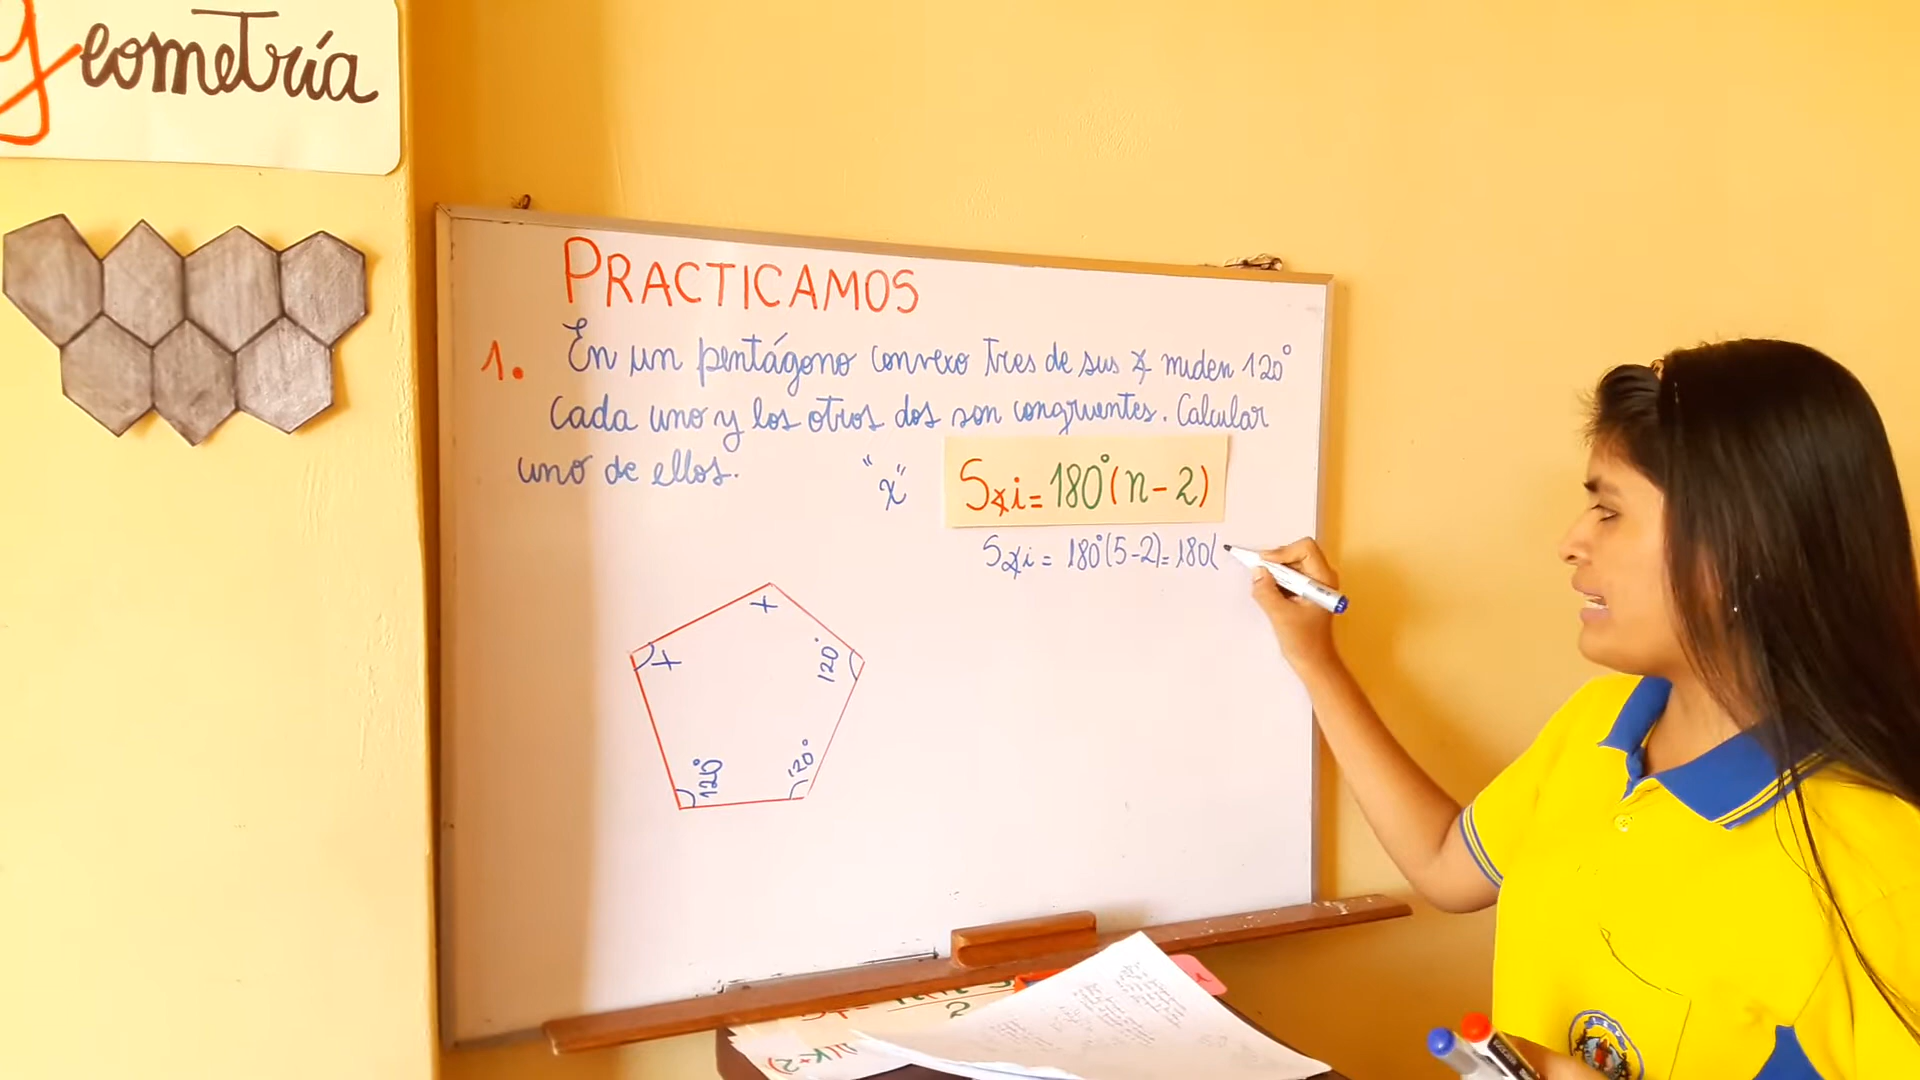 Geometría
PRACTICAMOS
1. En un pentágono convexo tres de sus ∡ miden 120°
cada uno y los otros dos son congruentes. Calcular
uno de ellos. "x"
S∡i = 180°(n - 2)
S∡i = 180°(5-2) = 180(
x
x
120°
120°
120°
2